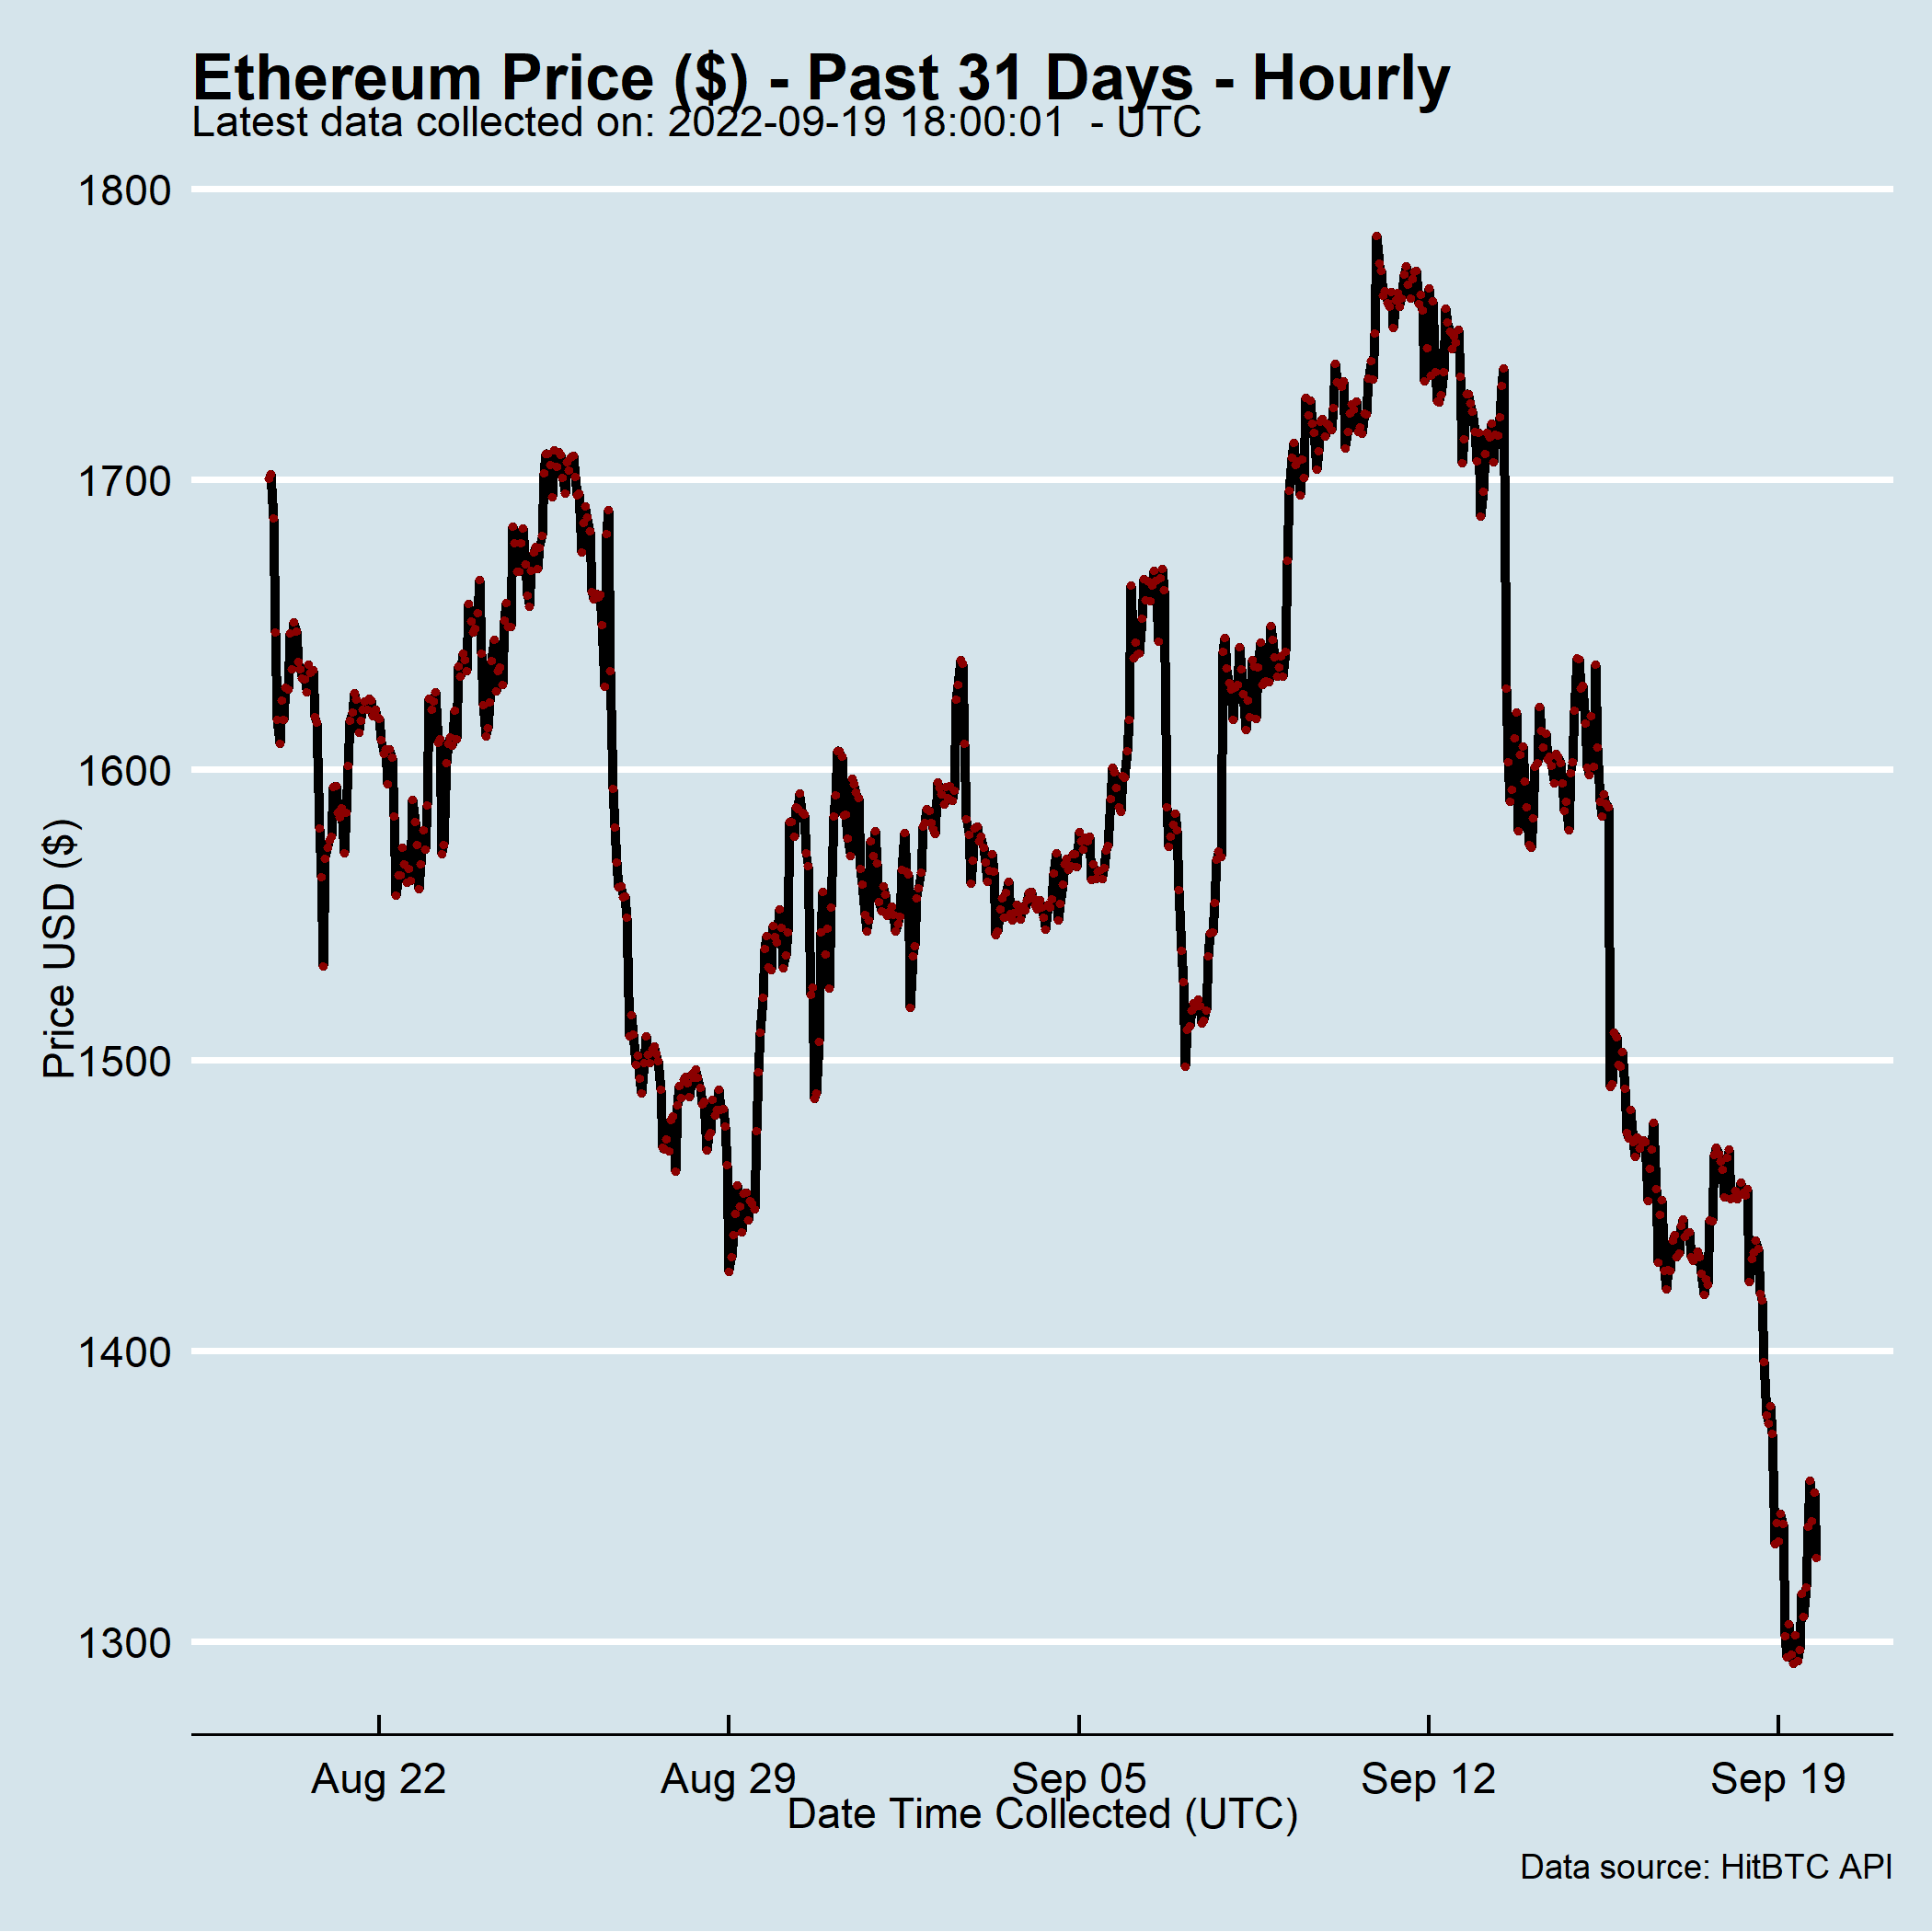 Ethereum Price ($) - Past 31 Days - Hourly
Latest data collected on: 2022-09-19 18:00:01  - UTC
1800
1700
1600
1500
1400
1300
Price USD ($)
Aug 22
Aug 29
Sep 05
Sep 12
Sep 19
Date Time Collected (UTC)
Data source: HitBTC API